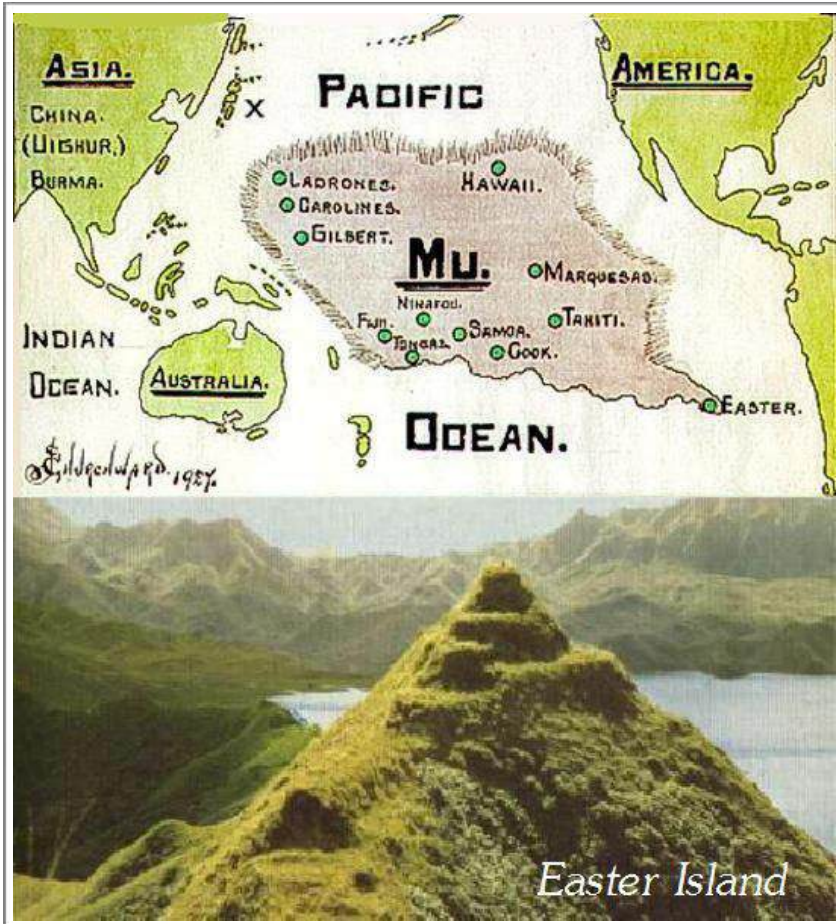 ASIA.
AMERICA.
CHINA.
(UIGHUR.)
BURMA.
X
PACIFIC
LADRONES.
HAWAII.
CAROLINES.
GILBERT.
MU.
MARQUESAS.
NINAFOU.
FIJI.
SAMOA.
TAHITI.
TONGAS.
COOK.
INDIAN
OCEAN.
AUSTRALIA.
EASTER.
OCEAN.
1927.
Easter Island